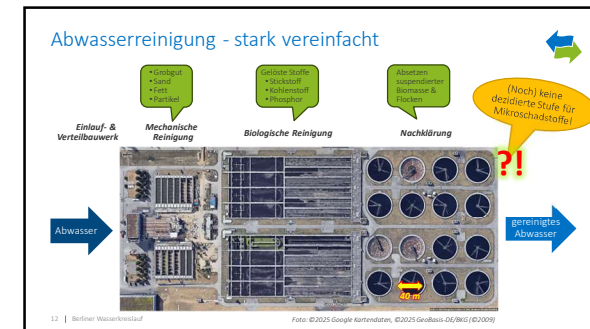 Abwasserreinigung - stark vereinfacht
• Grobgut
• Sand
• Fett
• Partikel
Gelöste Stoffe
• Stickstoff
• Kohlenstoff
• Phosphor
Absetzen
suspendierter
Biomasse &
Flocken
(Noch) keine
dezidierte Stufe für
Mikroschadstoffe!
Einlauf- &
Verteilbauwerk
Mechanische
Reinigung
Biologische Reinigung
Nachklärung
?!
Abwasser
gereinigtes
Abwasser
40 m
12 | Berliner Wasserkreislauf
Foto: ©2025 Google Kartendaten, ©2025 GeoBasis-DE/BKG (©2009)